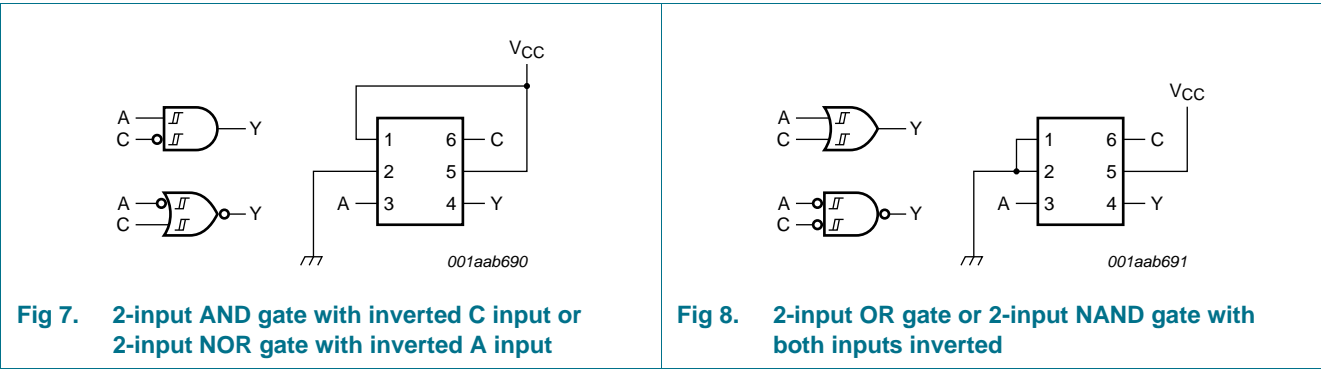 VCC
A
C
Y
1 6 C
2 5
A 3 4 Y
A
C
Y
001aab690
Fig 7. 2-input AND gate with inverted C input or
2-input NOR gate with inverted A input
VCC
A
C
Y
1 6 C
2 5
A 3 4 Y
A
C
Y
001aab691
Fig 8. 2-input OR gate or 2-input NAND gate with
both inputs inverted